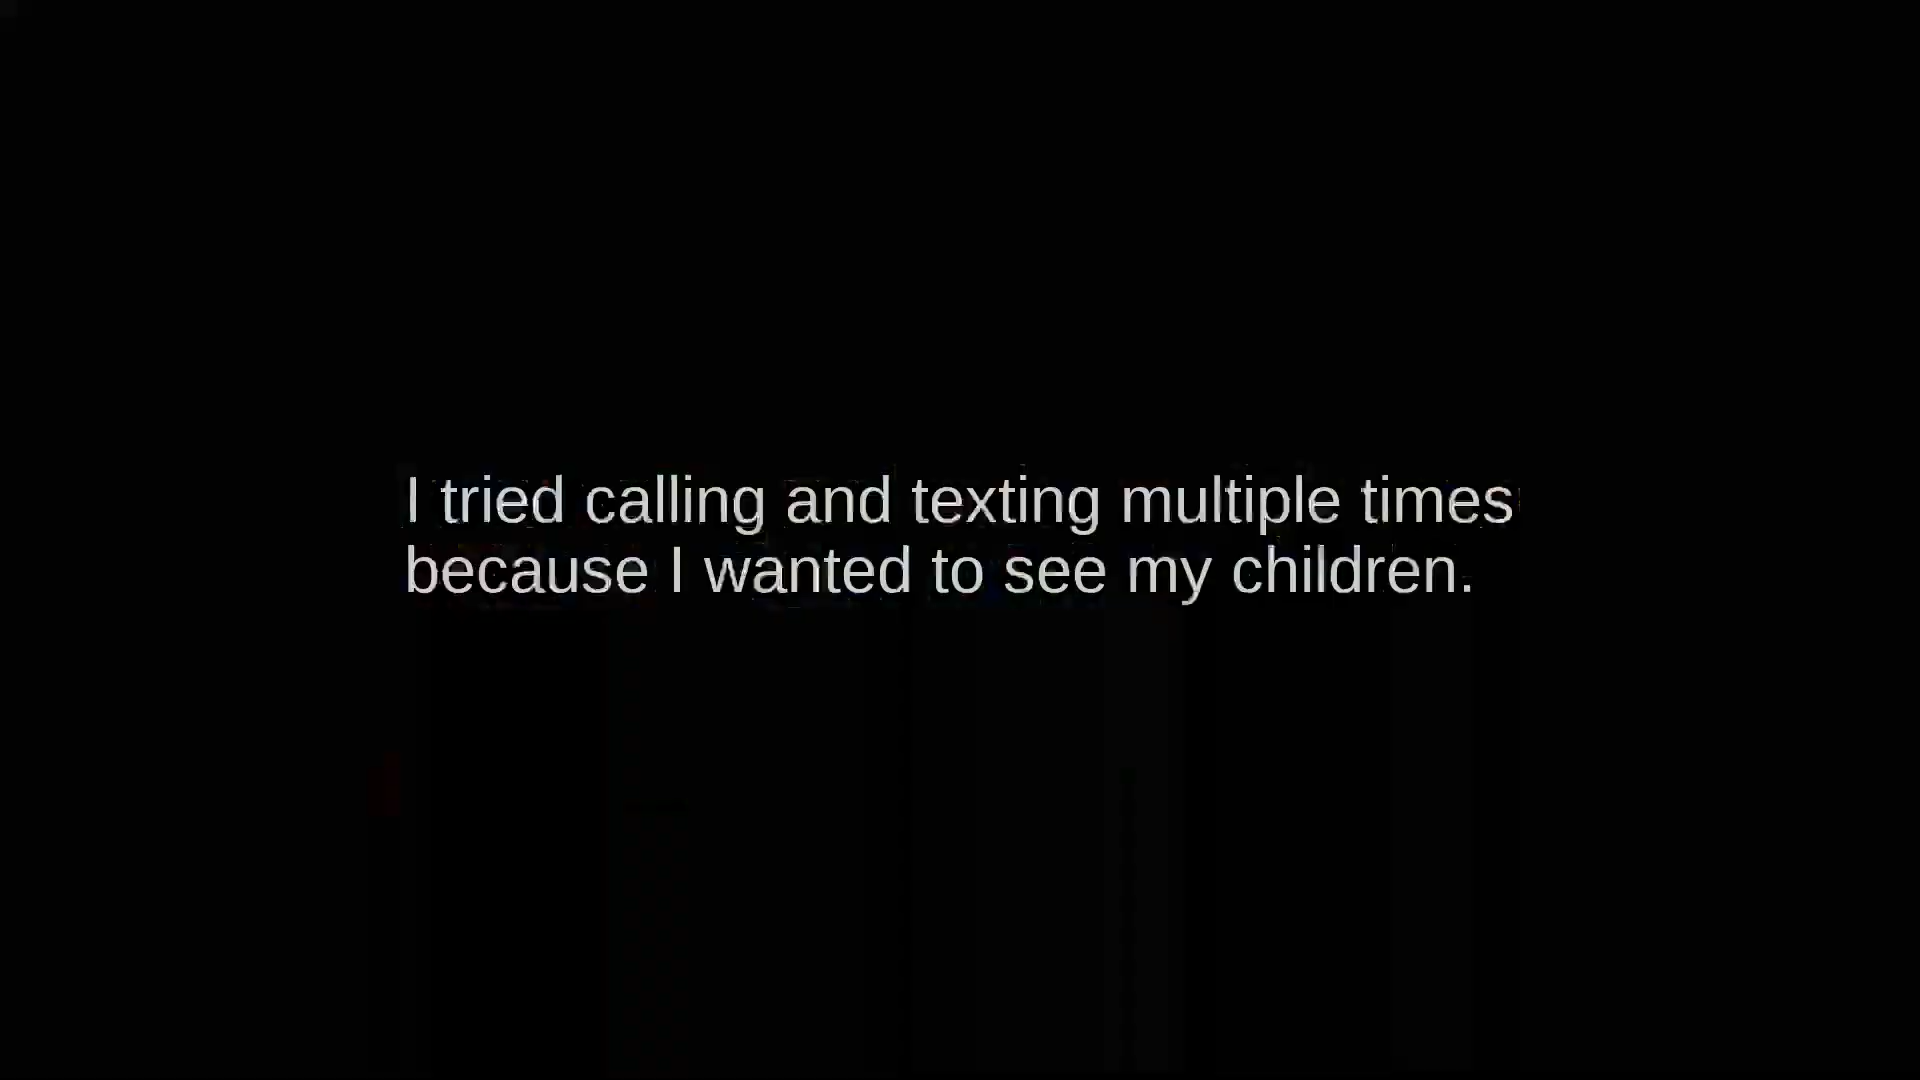 I tried calling and texting multiple times
because I wanted to see my children.